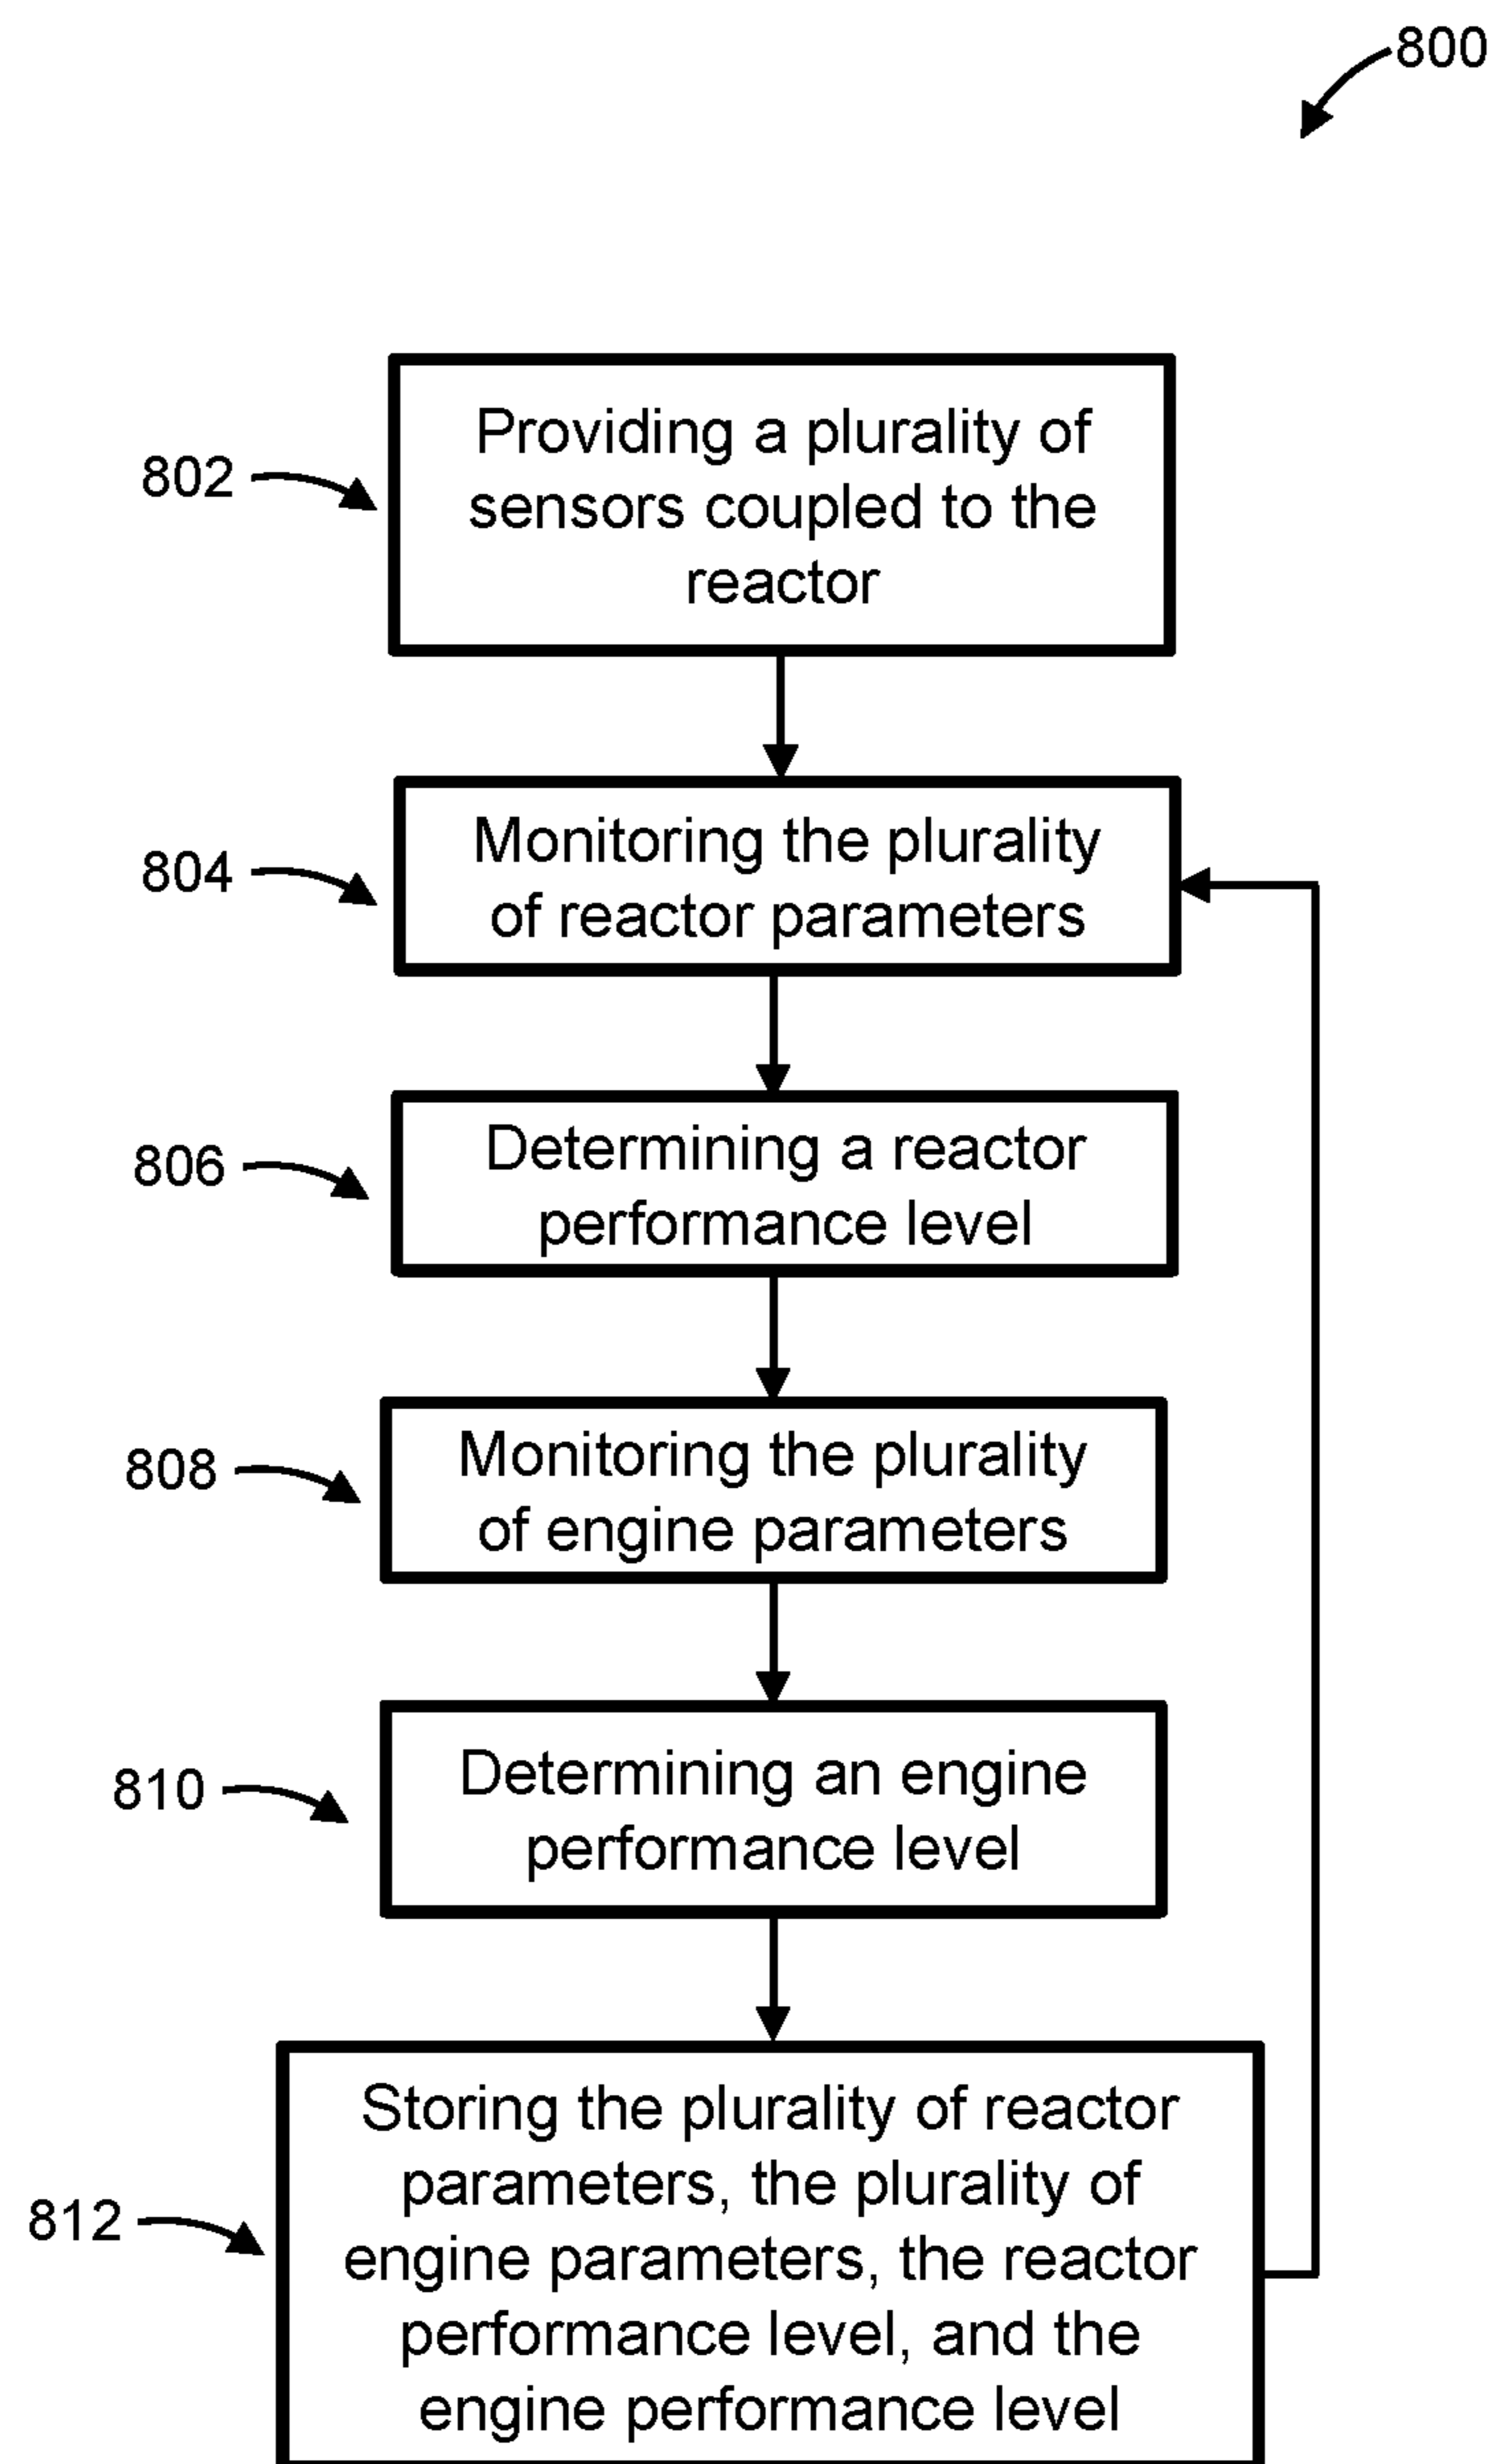 800
802
Providing a plurality of
sensors coupled to the
reactor
804
Monitoring the plurality
of reactor parameters
806
Determining a reactor
performance level
808
Monitoring the plurality
of engine parameters
810
Determining an engine
performance level
812
Storing the plurality of reactor
parameters, the plurality of
engine parameters, the reactor
performance level, and the
engine performance level